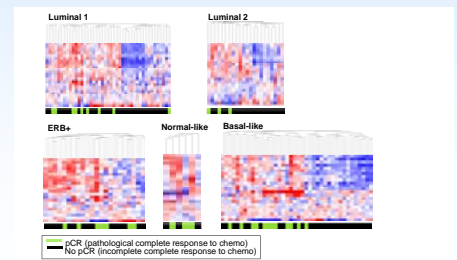 Luminal 1
Luminal 2
ERB+
Normal-like
Basal-like
pCR (pathological complete response to chemo)
No pCR (incomplete complete response to chemo)